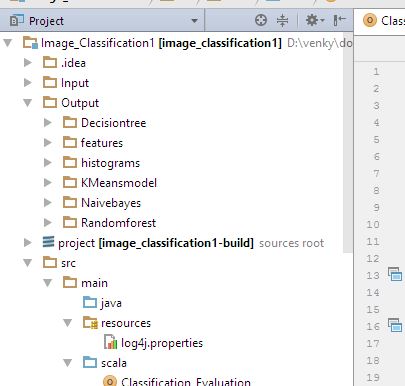 Project
Clas
Image_Classification1 [image_classification1] D:\venky\do
.idea
Input
Output
Decisiontree
features
histograms
KMeansmodel
Naivebayes
Randomforest
project [image_classification1-build] sources root
src
main
java
resources
log4j.properties
scala
Classification_Evaluation
1
2
3
4
5
6
7
8
9
10
11
12
13
14
15
16
17
18
19